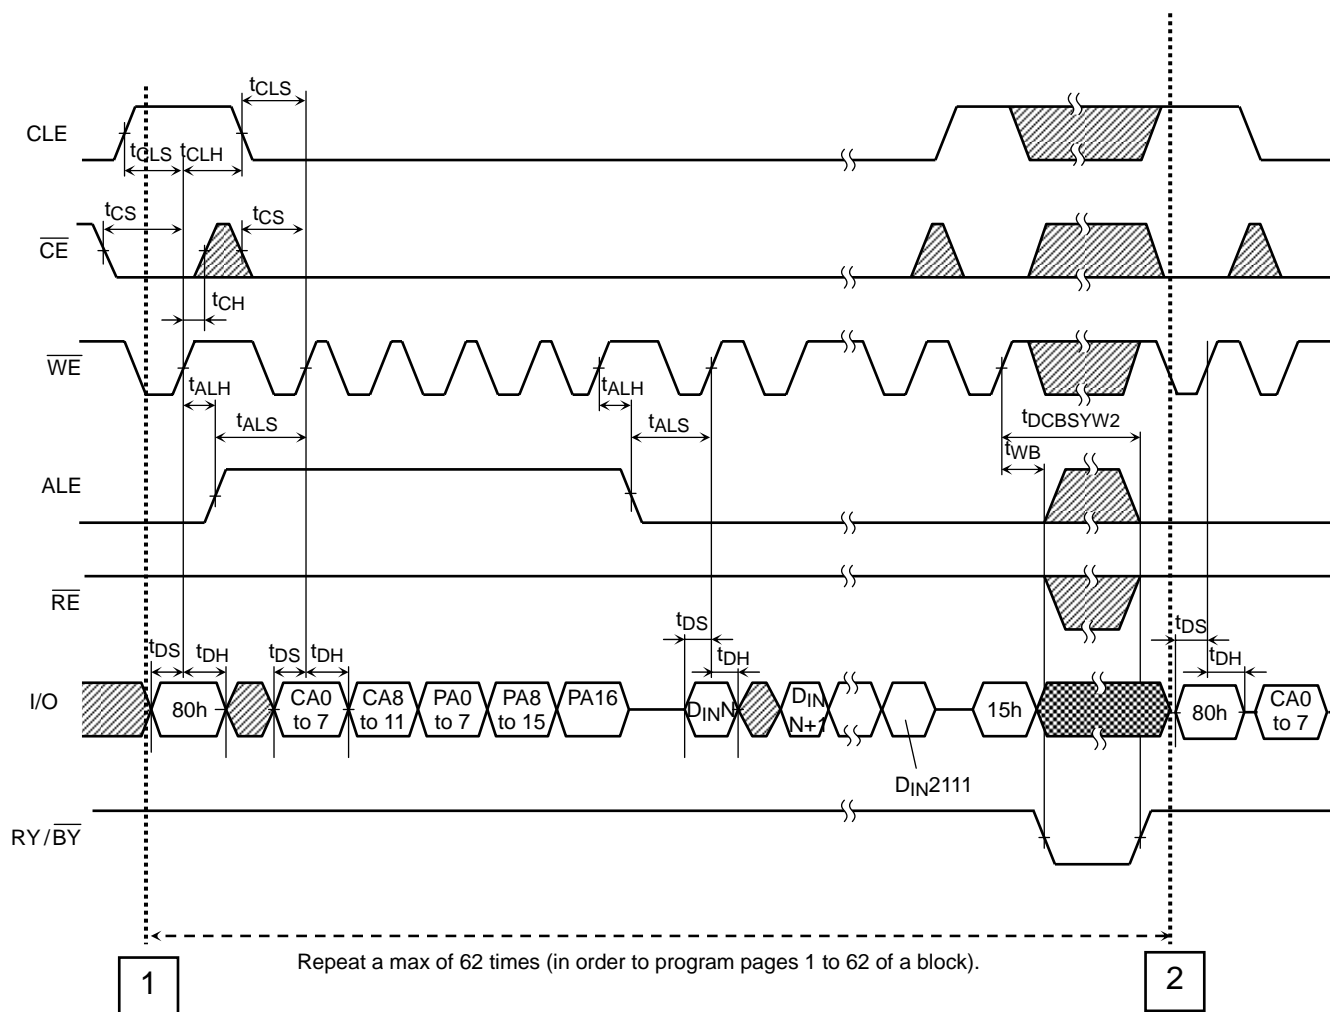 tCLS
CLE
tCLS tCLH
tCS tCS
CE
tCH
WE
tALH tALH
tALS tALS tDCBSYW2
tWB
ALE
RE
tDS tDS
tDS tDH tDS tDH tDH tDH
I/O 80h CA0 to 7 CA8 to 11 PA0 to 7 PA8 to 15 PA16 DINN DIN N+1 15h 80h CA0 to 7
DIN2111
RY/BY
Repeat a max of 62 times (in order to program pages 1 to 62 of a block).
1 2